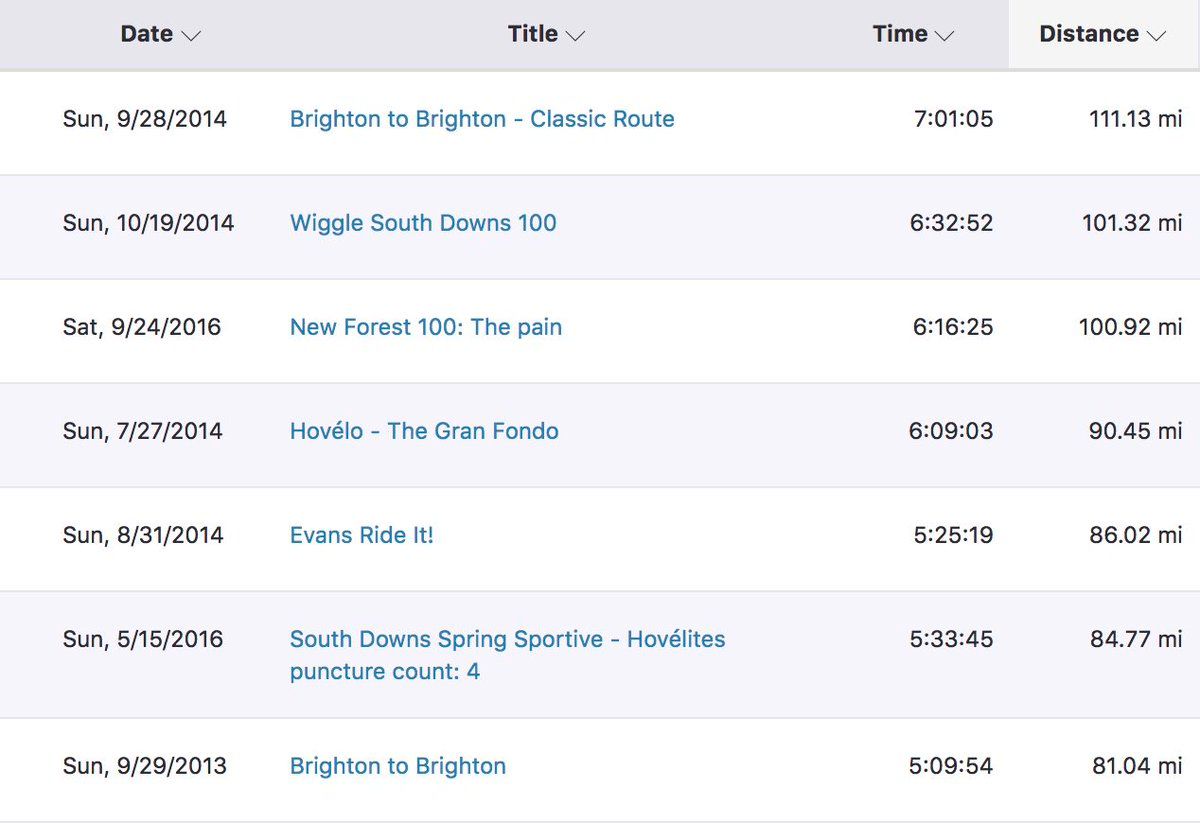 Date Title Time Distance
Sun, 9/28/2014 Brighton to Brighton - Classic Route 7:01:05 111.13 mi
Sun, 10/19/2014 Wiggle South Downs 100 6:32:52 101.32 mi
Sat, 9/24/2016 New Forest 100: The pain 6:16:25 100.92 mi
Sun, 7/27/2014 Hovélo - The Gran Fondo 6:09:03 90.45 mi
Sun, 8/31/2014 Evans Ride It! 5:25:19 86.02 mi
Sun, 5/15/2016 South Downs Spring Sportive - Hovélites 5:33:45 84.77 mi
puncture count: 4
Sun, 9/29/2013 Brighton to Brighton 5:09:54 81.04 mi